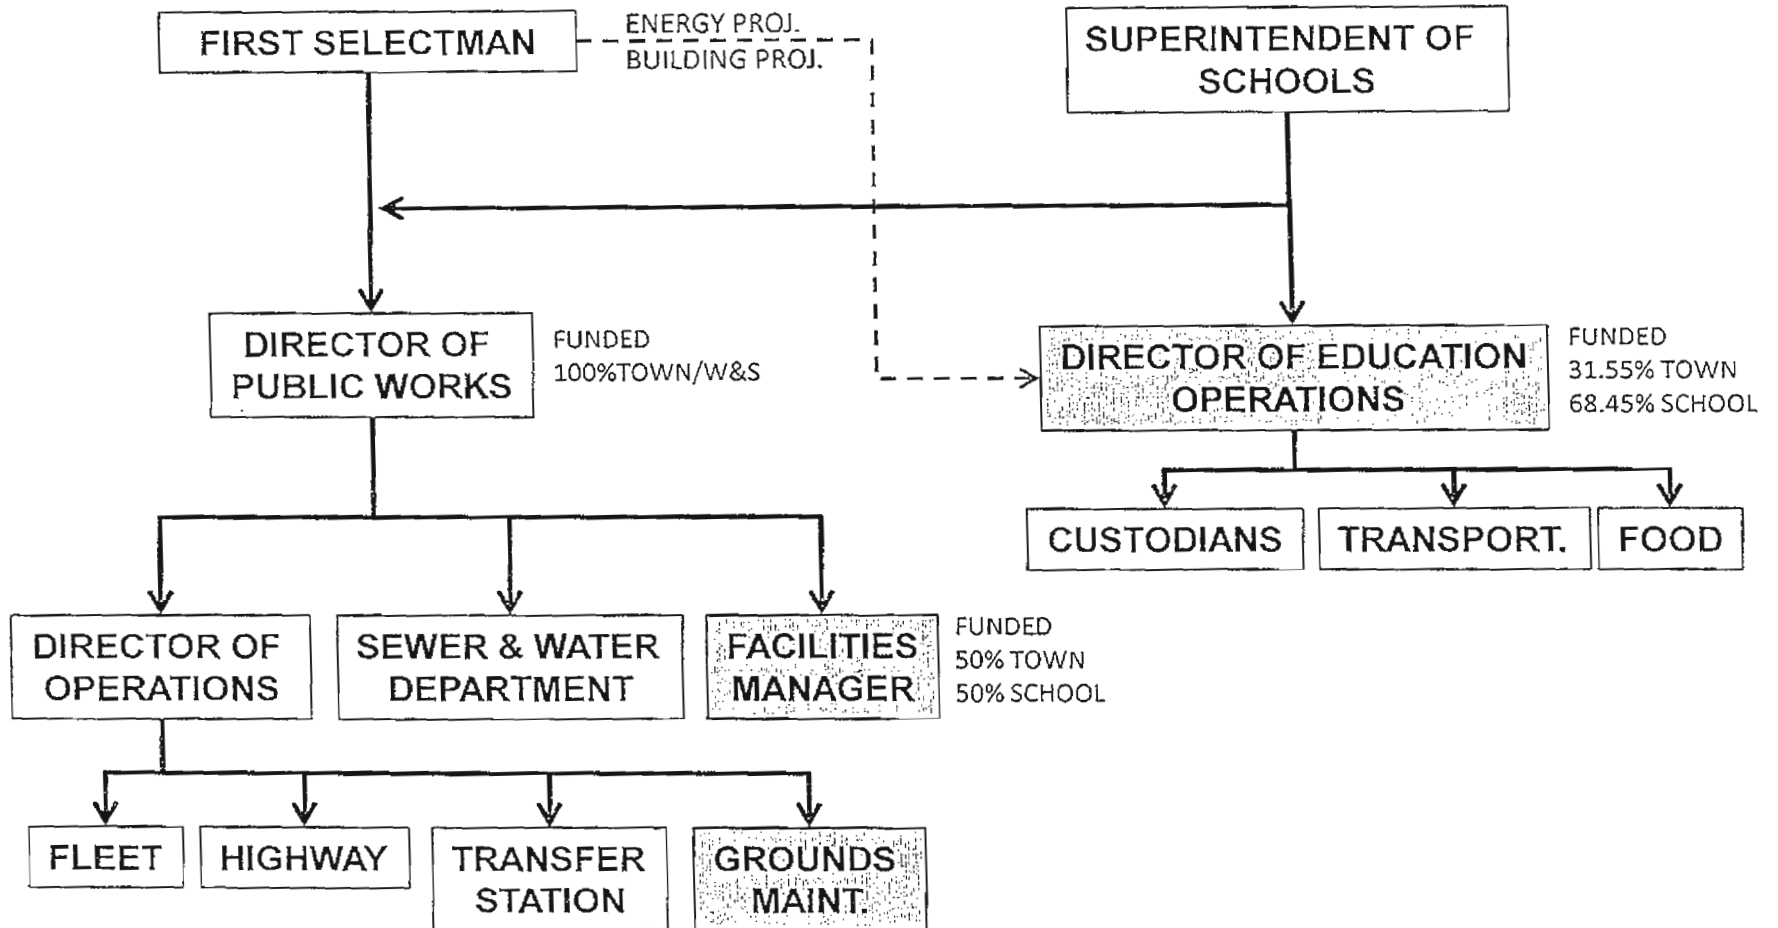 FIRST SELECTMAN
ENERGY PROJ.
BUILDING PROJ.
SUPERINTENDENT OF
SCHOOLS
DIRECTOR OF
PUBLIC WORKS
FUNDED
100%TOWN/W&S
DIRECTOR OF EDUCATION
OPERATIONS
FUNDED
31.55% TOWN
68.45% SCHOOL
CUSTODIANS
TRANSPORT.
FOOD
DIRECTOR OF
OPERATIONS
SEWER & WATER
DEPARTMENT
FACILITIES
MANAGER
FUNDED
50% TOWN
50% SCHOOL
FLEET
HIGHWAY
TRANSFER
STATION
GROUNDS
MAINT.